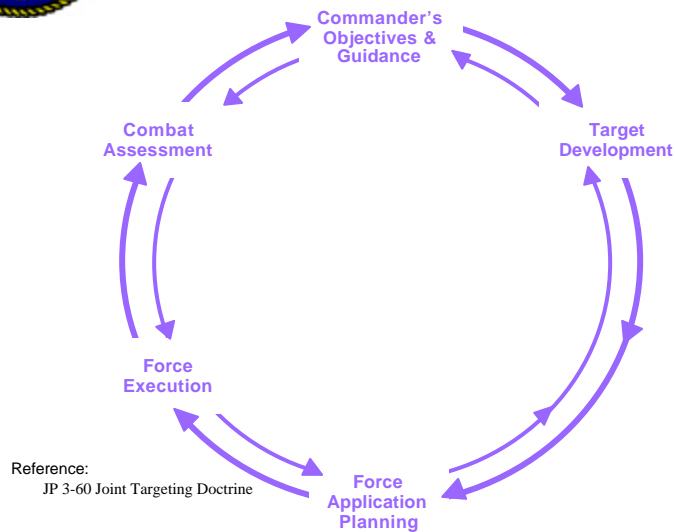 Commander's
Objectives &
Guidance
Target
Development
Combat
Assessment
Force
Execution
Force
Application
Planning
Reference:
JP 3-60 Joint Targeting Doctrine